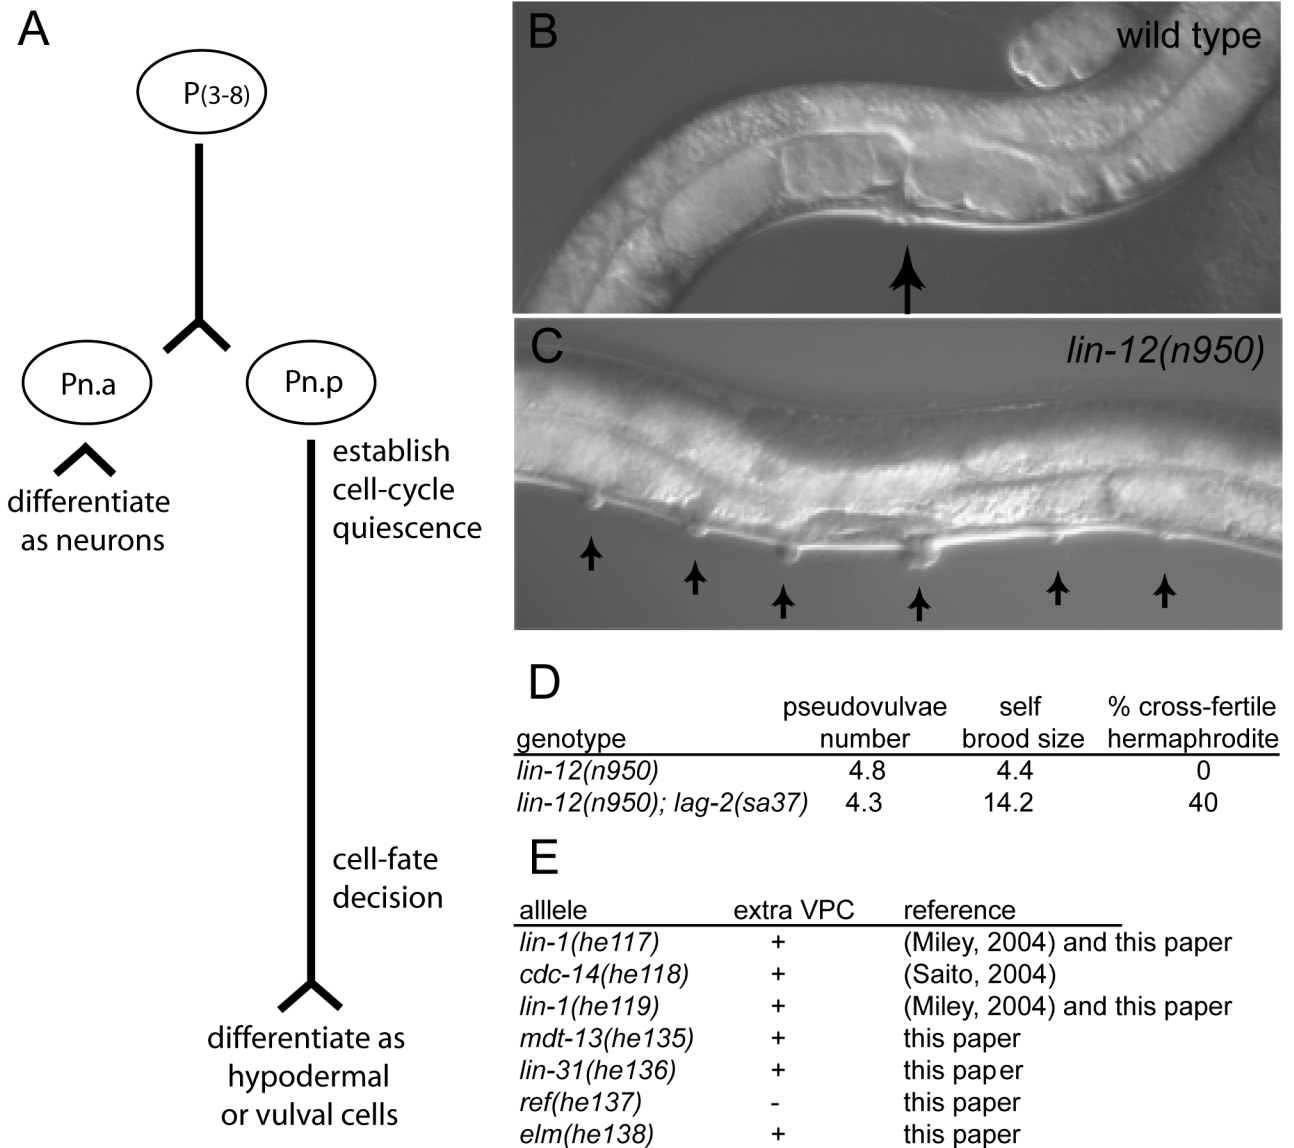 A
P(3-8)
Pn.a
Pn.p
differentiate
as neurons
establish
cell-cycle
quiescence
cell-fate
decision
differentiate as
hypodermal
or vulval cells
B
wild type
C
lin-12(n950)
D
pseudovulvae self % cross-fertile
genotype number brood size hermaphrodite
lin-12(n950) 4.8 4.4 0
lin-12(n950); lag-2(sa37) 4.3 14.2 40
E
alllele extra VPC reference
lin-1(he117) + (Miley, 2004) and this paper
cdc-14(he118) + (Saito, 2004)
lin-1(he119) + (Miley, 2004) and this paper
mdt-13(he135) + this paper
lin-31(he136) + this paper
ref(he137) - this paper
elm(he138) + this paper